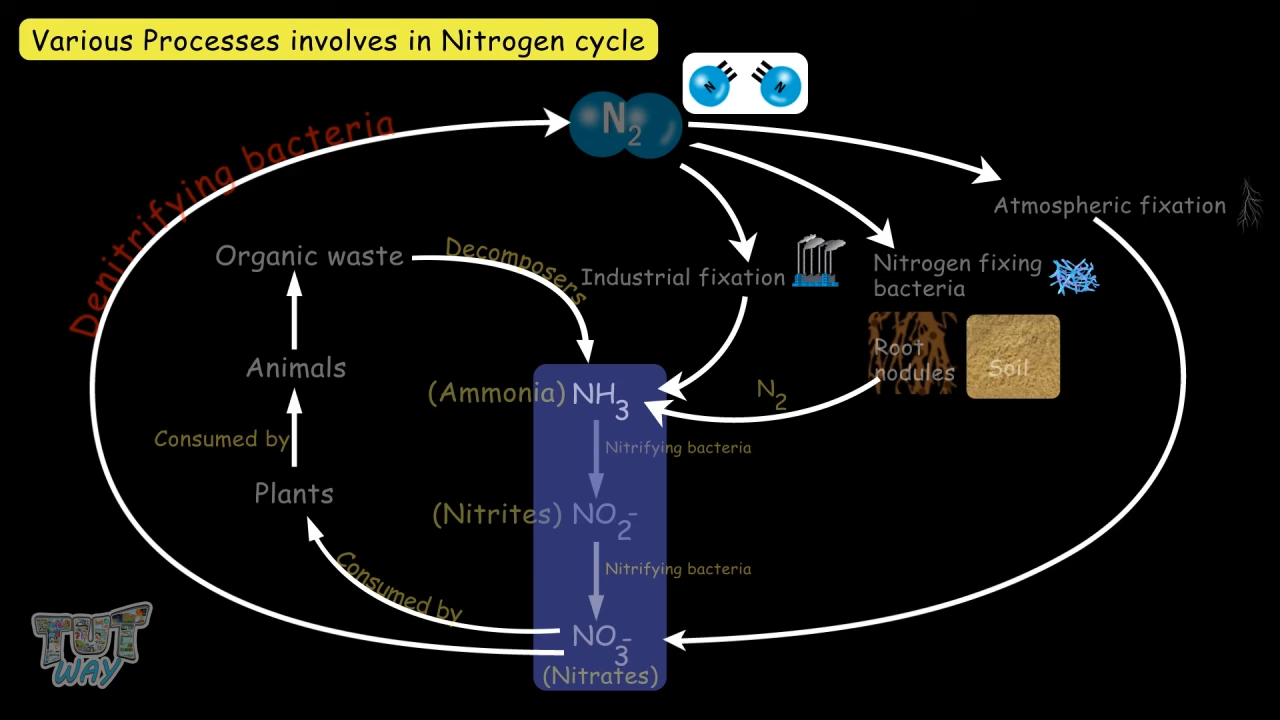 Various Processes involves in Nitrogen cycle
N N
N2
Denitrifying bacteria
Atmospheric fixation
Organic waste
Decomposers
Industrial fixation
Nitrogen fixing
bacteria
Root
nodules
Soil
Animals
(Ammonia) NH3
N2
Consumed by
Nitrifying bacteria
Plants
(Nitrites) NO2-
Nitrifying bacteria
Consumed by
NO3-
(Nitrates)
TUT
WAY